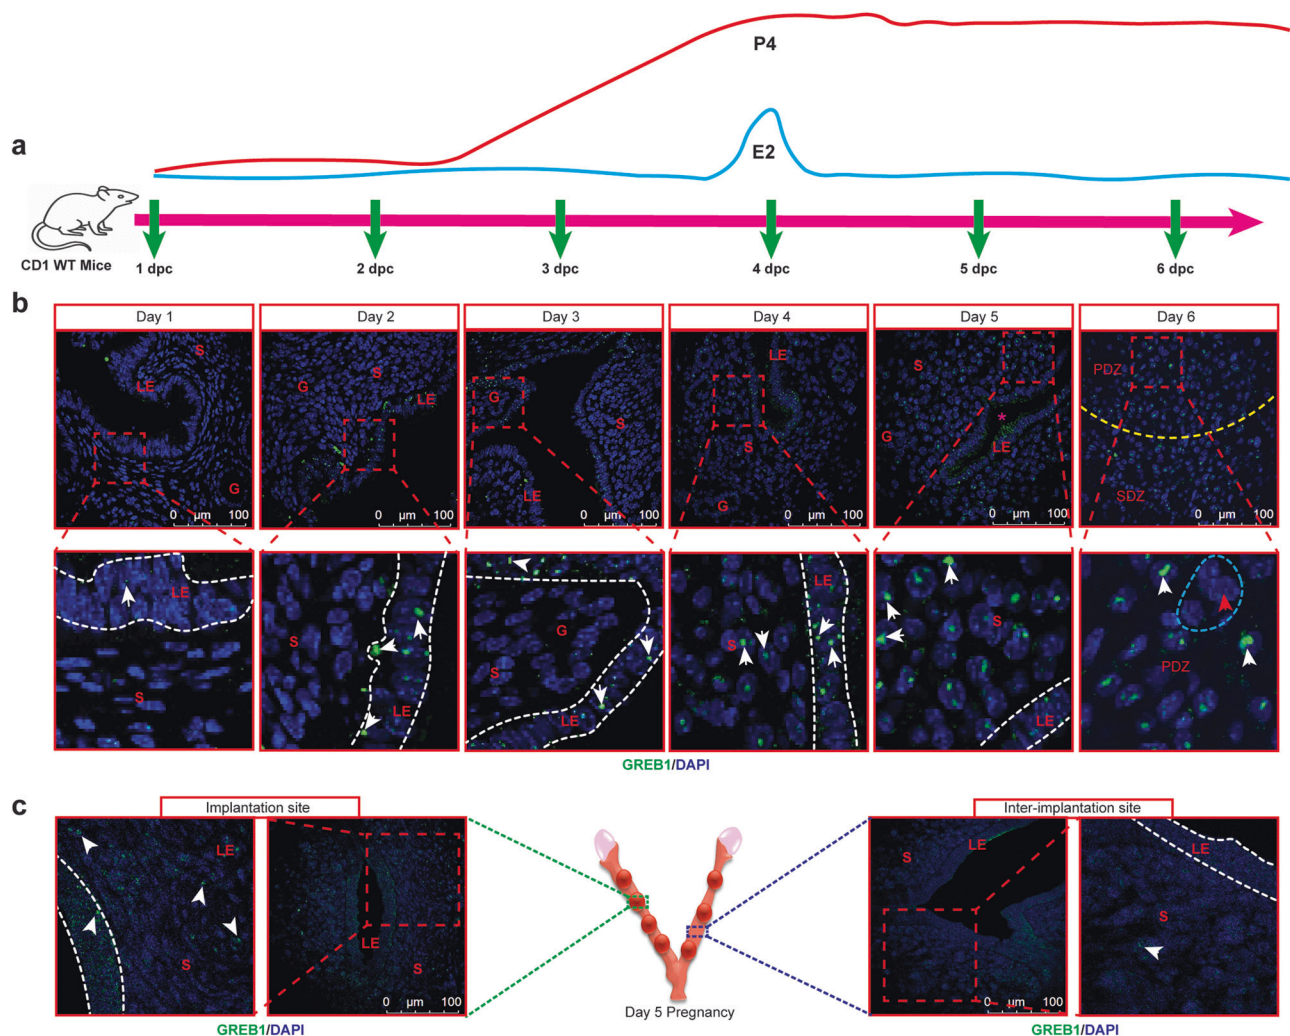 a
P4
E2
CD1 WT Mice
1 dpc
2 dpc
3 dpc
4 dpc
5 dpc
6 dpc
b
Day 1
Day 2
Day 3
Day 4
Day 5
Day 6
S
LE
G
0 µm 100
G
S
LE
0 µm 100
G
S
LE
0 µm 100
LE
S
G
0 µm 100
S
*
G
LE
0 µm 100
PDZ
SDZ
0 µm 100
LE
S
S
LE
G
S
LE
LE
S
S
LE
PDZ
GREB1/DAPI
c
Implantation site
LE
S
LE
S
0 µm 100
GREB1/DAPI
Day 5 Pregnancy
Inter-implantation site
S
LE
0 µm 100
LE
S
GREB1/DAPI